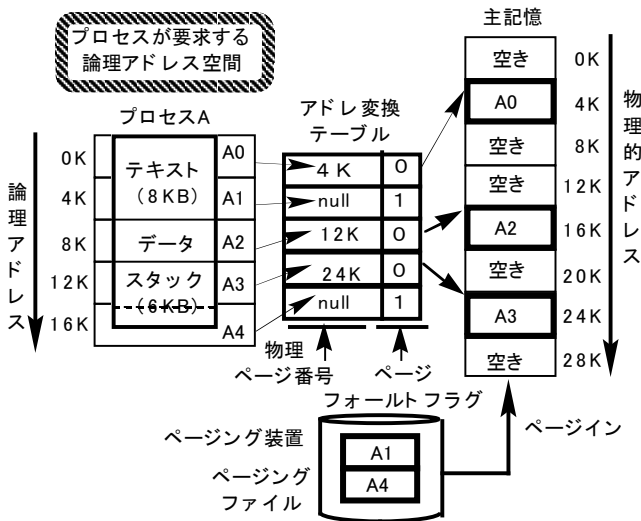 プロセスが要求する
論理アドレス空間
主記憶
空き
0K
A0
4K
空き
8K
空き
12K
A2
16K
空き
20K
A3
24K
空き
28K
物理的アドレス
プロセスA
アドレ変換
テーブル
論理アドレス
0K
4K
8K
12K
16K
テキスト
(8KB)
データ
スタック
(6KB)
A0
A1
A2
A3
A4
4K
0
null
1
12K
0
24K
0
null
1
物理
ページ番号
ページ
フォールトフラグ
ページング装置
ページング
ファイル
A1
A4
ページイン